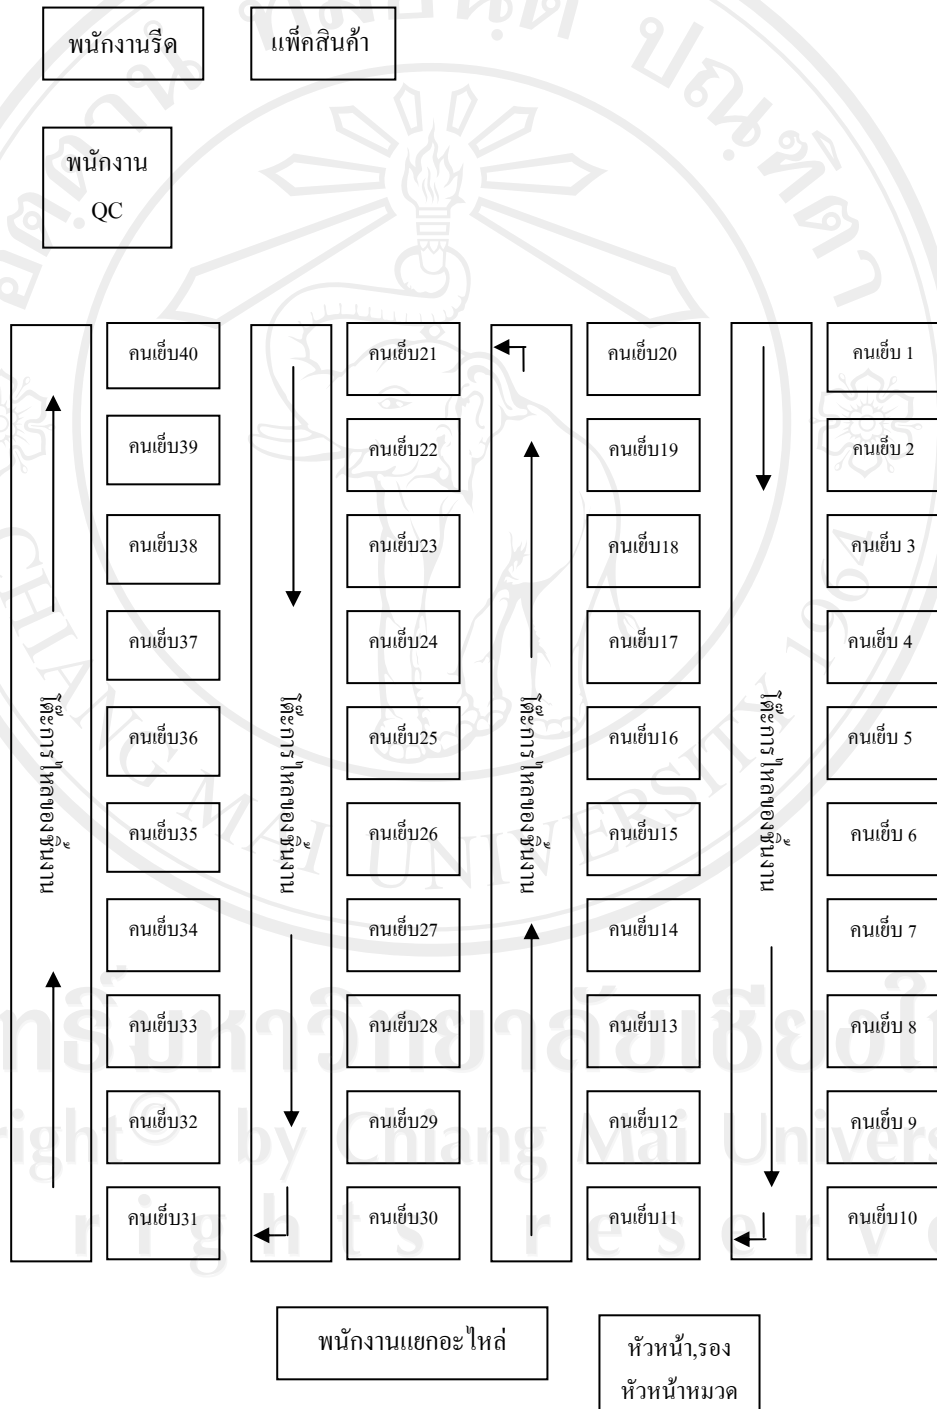 พนักงานรีด
แพ็คสินค้า
พนักงาน
QC
คนเย็บ40
คนเย็บ21
คนเย็บ20
คนเย็บ 1
คนเย็บ39
คนเย็บ22
คนเย็บ19
คนเย็บ 2
คนเย็บ38
คนเย็บ23
คนเย็บ18
คนเย็บ 3
คนเย็บ37
คนเย็บ24
คนเย็บ17
คนเย็บ 4
โต๊ะการไหลของชิ้นงาน
โต๊ะการไหลของชิ้นงาน
โต๊ะการไหลของชิ้นงาน
โต๊ะการไหลของชิ้นงาน
คนเย็บ36
คนเย็บ25
คนเย็บ16
คนเย็บ 5
คนเย็บ35
คนเย็บ26
คนเย็บ15
คนเย็บ 6
คนเย็บ34
คนเย็บ27
คนเย็บ14
คนเย็บ 7
คนเย็บ33
คนเย็บ28
คนเย็บ13
คนเย็บ 8
คนเย็บ32
คนเย็บ29
คนเย็บ12
คนเย็บ 9
คนเย็บ31
คนเย็บ30
คนเย็บ11
คนเย็บ10
พนักงานแยกอะไหล่
หัวหน้า,รอง
หัวหน้าหมวด
CHIANG MAI UNIVERSITY 1964
by Chiang Mai